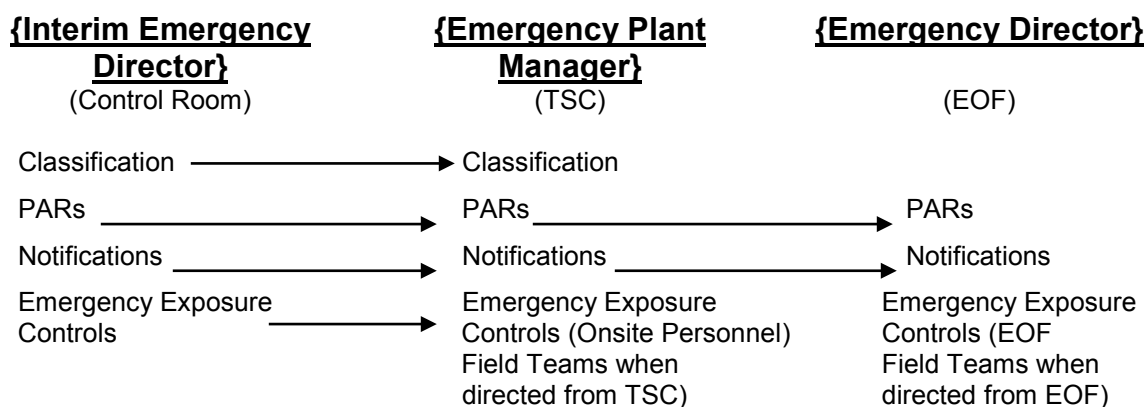 {Interim Emergency
Director}
(Control Room)
{Emergency Plant
Manager}
(TSC)
{Emergency Director}
(EOF)
Classification
Classification
PARs
PARs
PARs
Notifications
Notifications
Notifications
Emergency Exposure
Controls
Emergency Exposure
Controls (Onsite Personnel)
Field Teams when
directed from TSC)
Emergency Exposure
Controls (EOF
Field Teams when
directed from EOF)